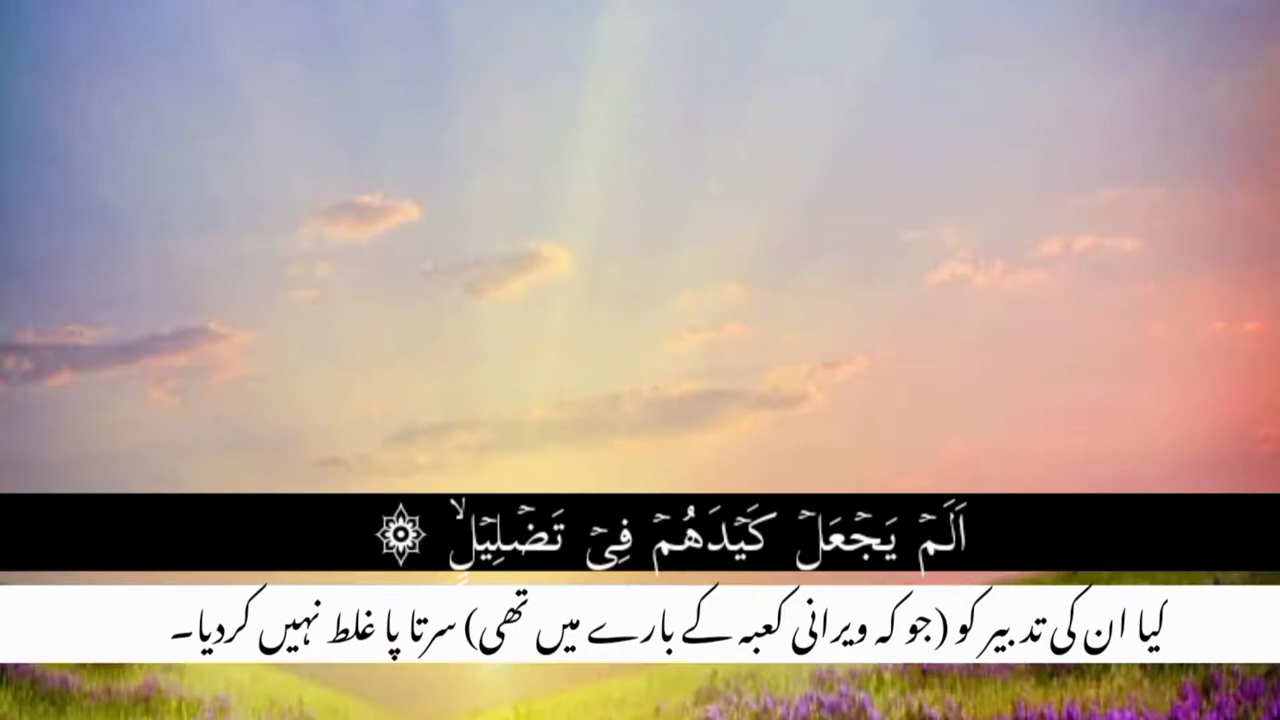 اَلَمۡ يَجۡعَلۡ كَيۡدَهُمۡ فِىۡ تَضۡلِيۡلٍۙ
کیا ان کی تدبیر کو (جو کہ ویرانی کعبہ کے بارے میں تھی) سرتا پا غلط نہیں کردیا۔